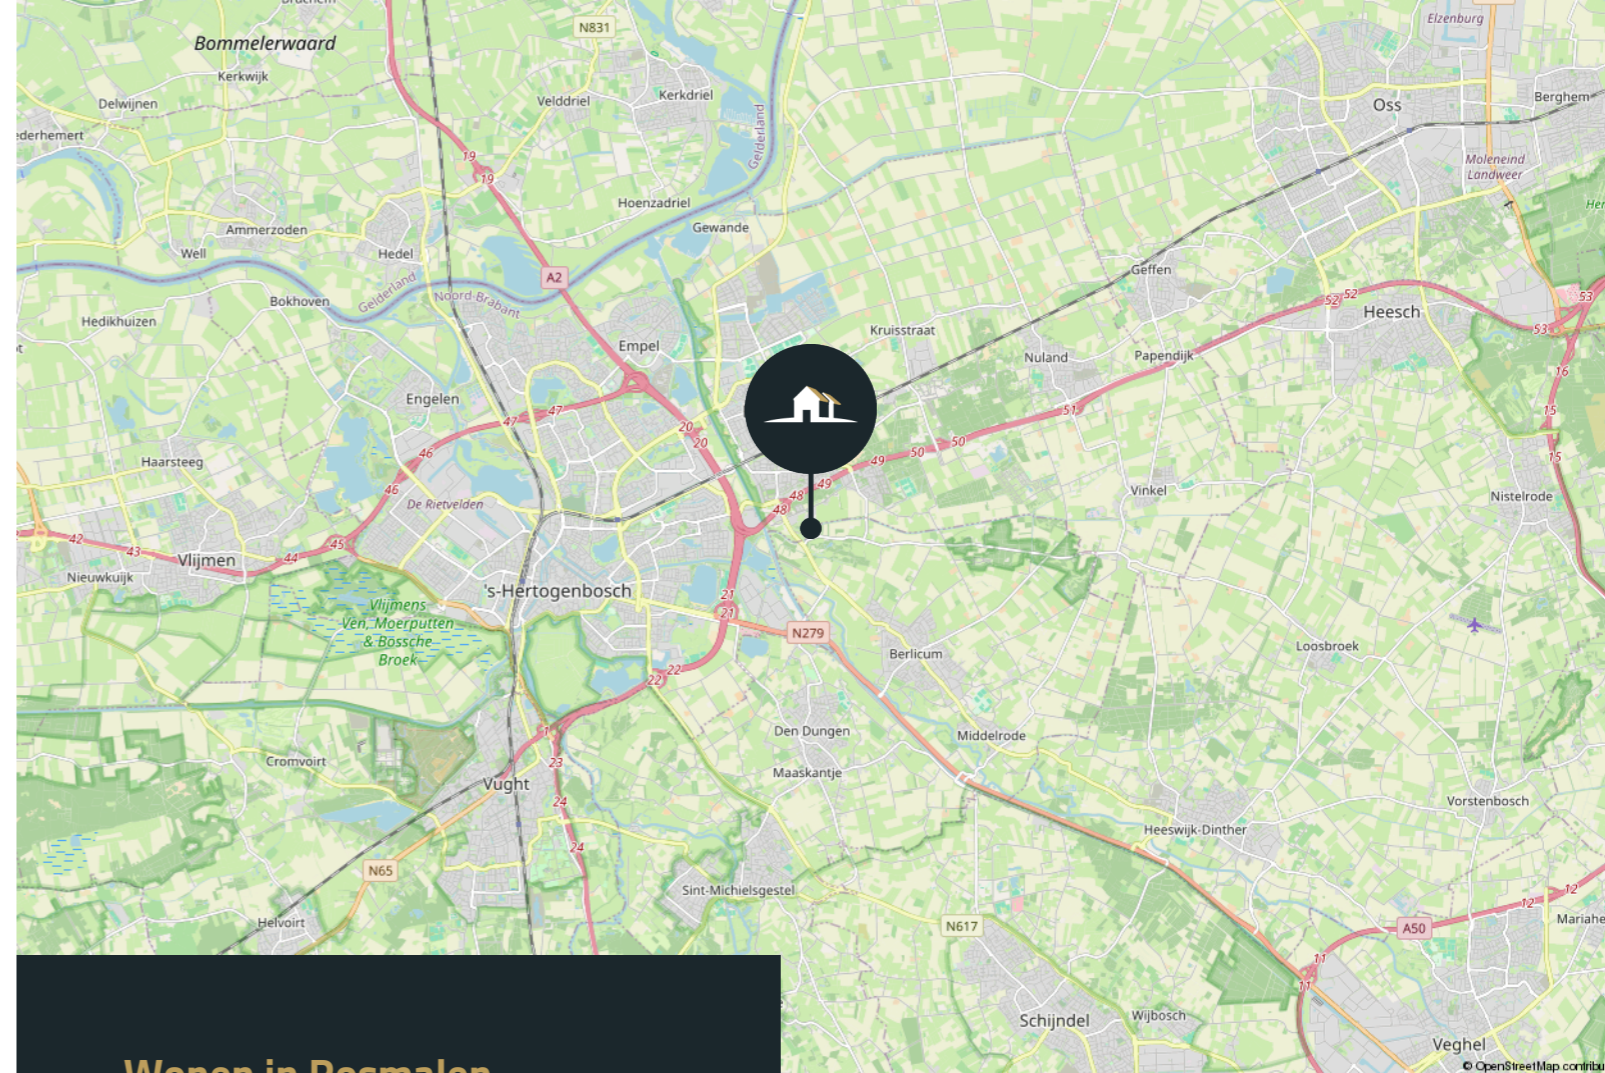 Bommelerwaard
N831
Elzenburg
Kerkwijk
Delwijnen
Velddriel
Kerkdriel
Oss
Berghem
Gelderland
19
19
Moleneind
Landweer
Hoenzadriel
Ammerzoden
Gewande
Well
Hedel
A2
Geffen
Gelderland
Noord-Brabant
Bokhoven
52
52
53
Hedikhuizen
Kruisstraat
Heesch
53
Empel
Nuland
Papendijk
16
Engelen
47
47
51
15
20
20
50
50
46
49
15
Haarsteeg
46
48
49
48
Vinkel
Nistelrode
De Rietvelden
42
43
44
45
Vlijmen
Nieuwkuijk
's-Hertogenbosch
21
21
Vlijmens
Ven, Moerputten
& Bossche
Broek
N279
Berlicum
Loosbroek
22
22
Den Dungen
Middelrode
1
Cromvoirt
23
Maaskantje
Vught
24
Vorstenbosch
Heeswijk-Dinther
24
N65
Sint-Michielsgestel
12
12
Helvoirt
N617
A50
11
11
Schijndel
Wijbosch
Veghel
Wonen in Rosmalen
© OpenStreetMap contribu